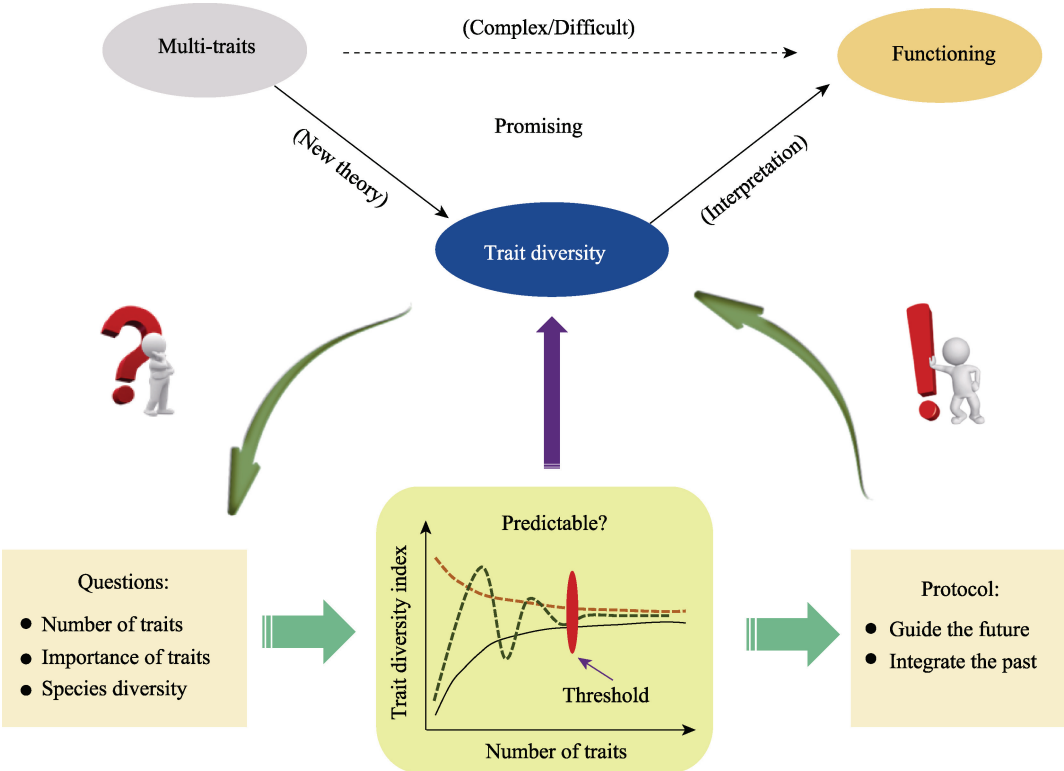 Multi-traits
(Complex/Difficult)
Functioning
Promising
(New theory)
(Interpretation)
Trait diversity
Questions:
● Number of traits
● Importance of traits
● Species diversity
Predictable?
Trait diversity index
Threshold
Number of traits
Protocol:
● Guide the future
● Integrate the past